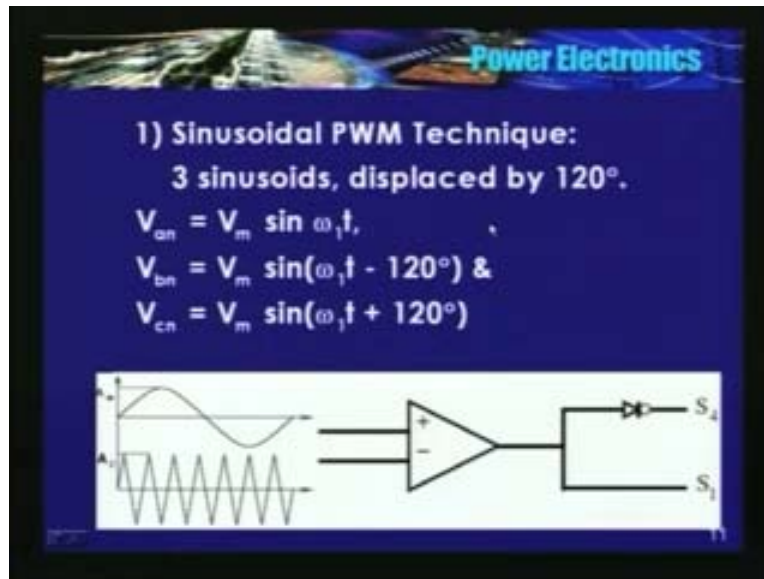 Power Electronics
1) Sinusoidal PWM Technique:
3 sinusoids, displaced by 120°.
Van = Vm sin ω1t,
Vbn = Vm sin(ω1t - 120°) &
Vcn = Vm sin(ω1t + 120°)
+
−
S4
S1
11